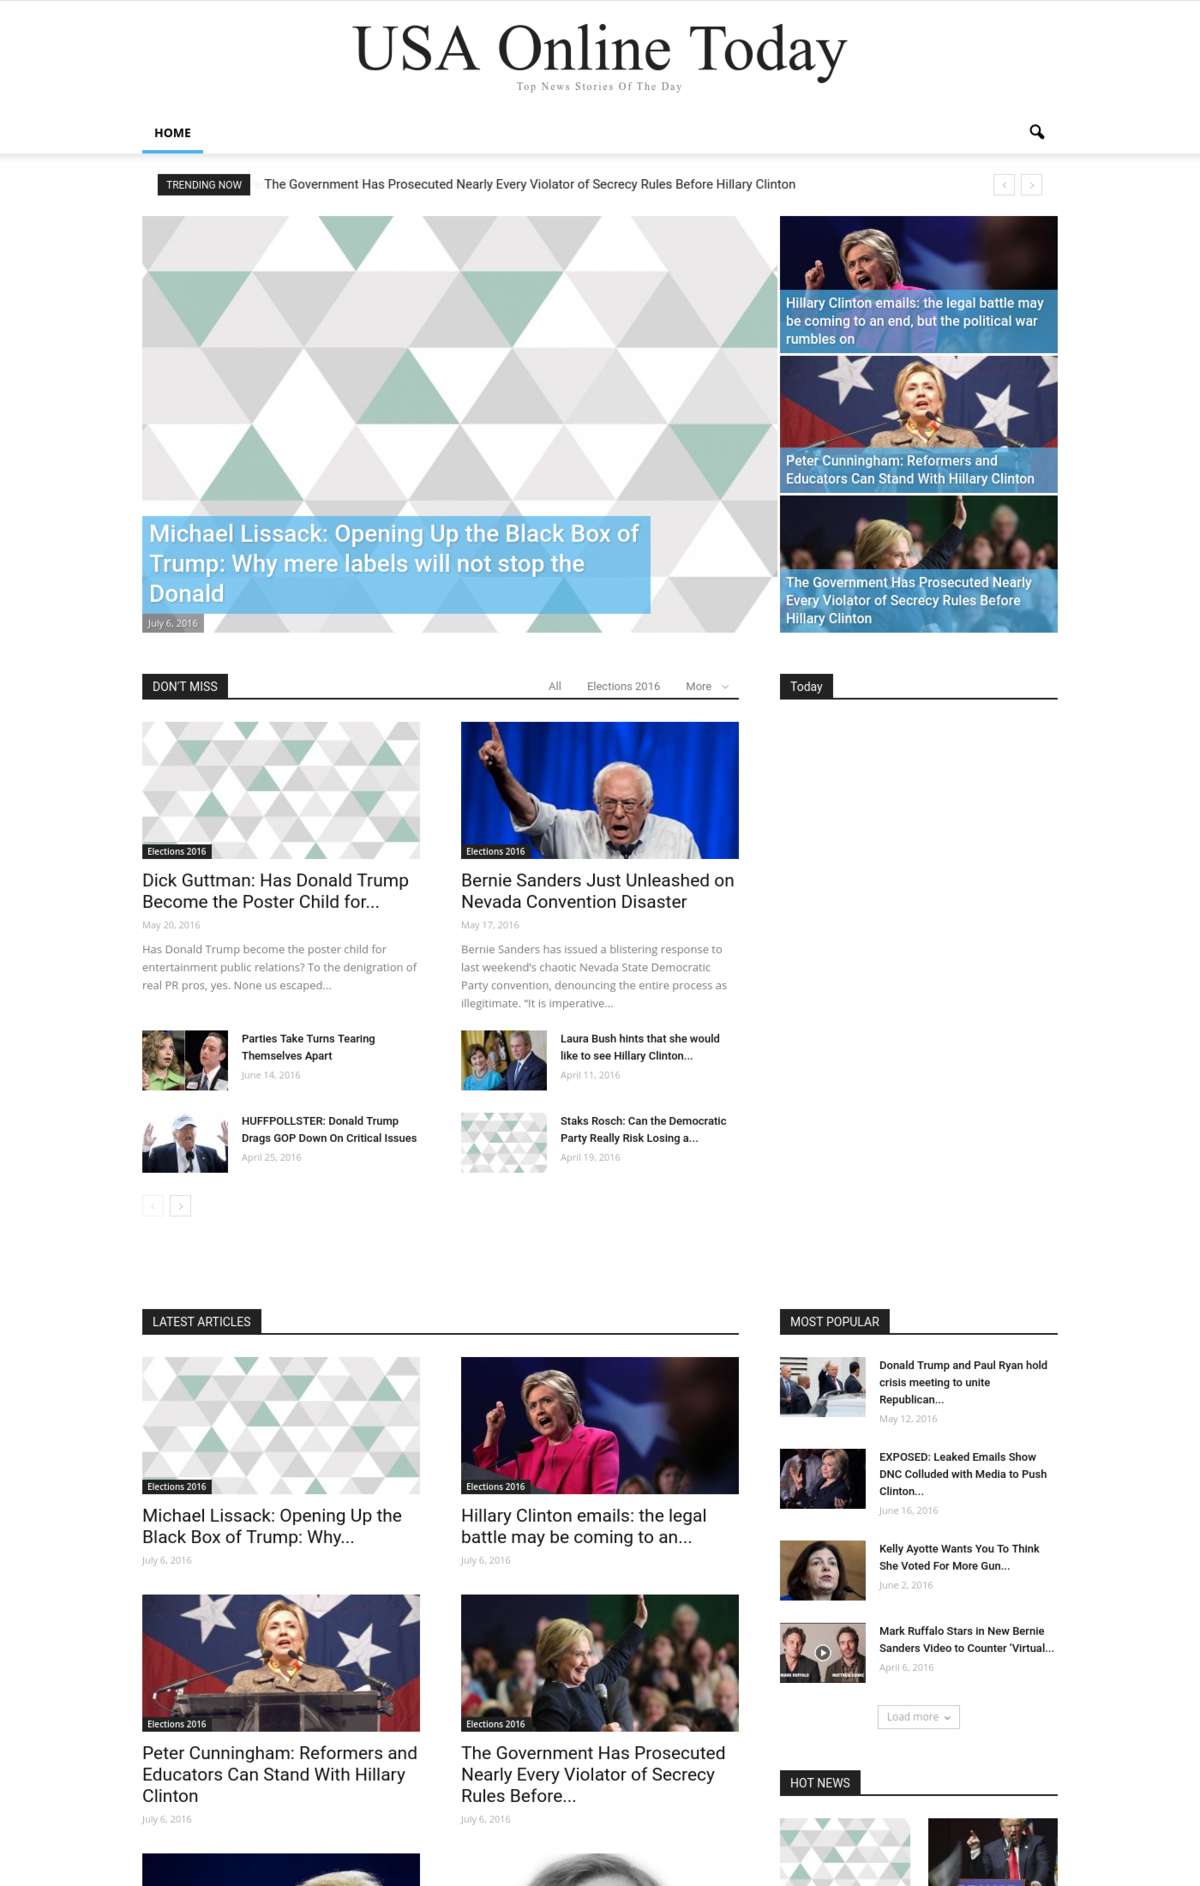 USA Online Today
Top News Stories Of The Day
HOME
TRENDING NOW
The Government Has Prosecuted Nearly Every Violator of Secrecy Rules Before Hillary Clinton
Michael Lissack: Opening Up the Black Box of
Trump: Why mere labels will not stop the
Donald
July 6, 2016
Hillary Clinton emails: the legal battle may
be coming to an end, but the political war
rumbles on
Peter Cunningham: Reformers and
Educators Can Stand With Hillary Clinton
The Government Has Prosecuted Nearly
Every Violator of Secrecy Rules Before
Hillary Clinton
DON'T MISS
All
Elections 2016
More
Today
Elections 2016
Dick Guttman: Has Donald Trump
Become the Poster Child for...
May 20, 2016
Has Donald Trump become the poster child for
entertainment public relations? To the denigration of
real PR pros, yes. None us escaped...
Elections 2016
Bernie Sanders Just Unleashed on
Nevada Convention Disaster
May 17, 2016
Bernie Sanders has issued a blistering response to
last weekend's chaotic Nevada State Democratic
Party convention, denouncing the entire process as
illegitimate. "It is imperative...
Parties Take Turns Tearing
Themselves Apart
June 14, 2016
Laura Bush hints that she would
like to see Hillary Clinton...
April 11, 2016
HUFFPOLLSTER: Donald Trump
Drags GOP Down On Critical Issues
April 25, 2016
Staks Rosch: Can the Democratic
Party Really Risk Losing a...
April 19, 2016
LATEST ARTICLES
Elections 2016
Michael Lissack: Opening Up the
Black Box of Trump: Why...
July 6, 2016
Hillary Clinton emails: the legal
battle may be coming to an...
July 6, 2016
Elections 2016
Elections 2016
Peter Cunningham: Reformers and
Educators Can Stand With Hillary
Clinton
July 6, 2016
Elections 2016
The Government Has Prosecuted
Nearly Every Violator of Secrecy
Rules Before...
July 6, 2016
MOST POPULAR
Donald Trump and Paul Ryan hold
crisis meeting to unite
Republican...
May 12, 2016
EXPOSED: Leaked Emails Show
DNC Colluded with Media to Push
Clinton...
June 16, 2016
Kelly Ayotte Wants You To Think
She Voted For More Gun...
June 2, 2016
MARK RUFFALO
Mark Ruffalo Stars in New Bernie
Sanders Video to Counter 'Virtual...
April 6, 2016
Load more
HOT NEWS